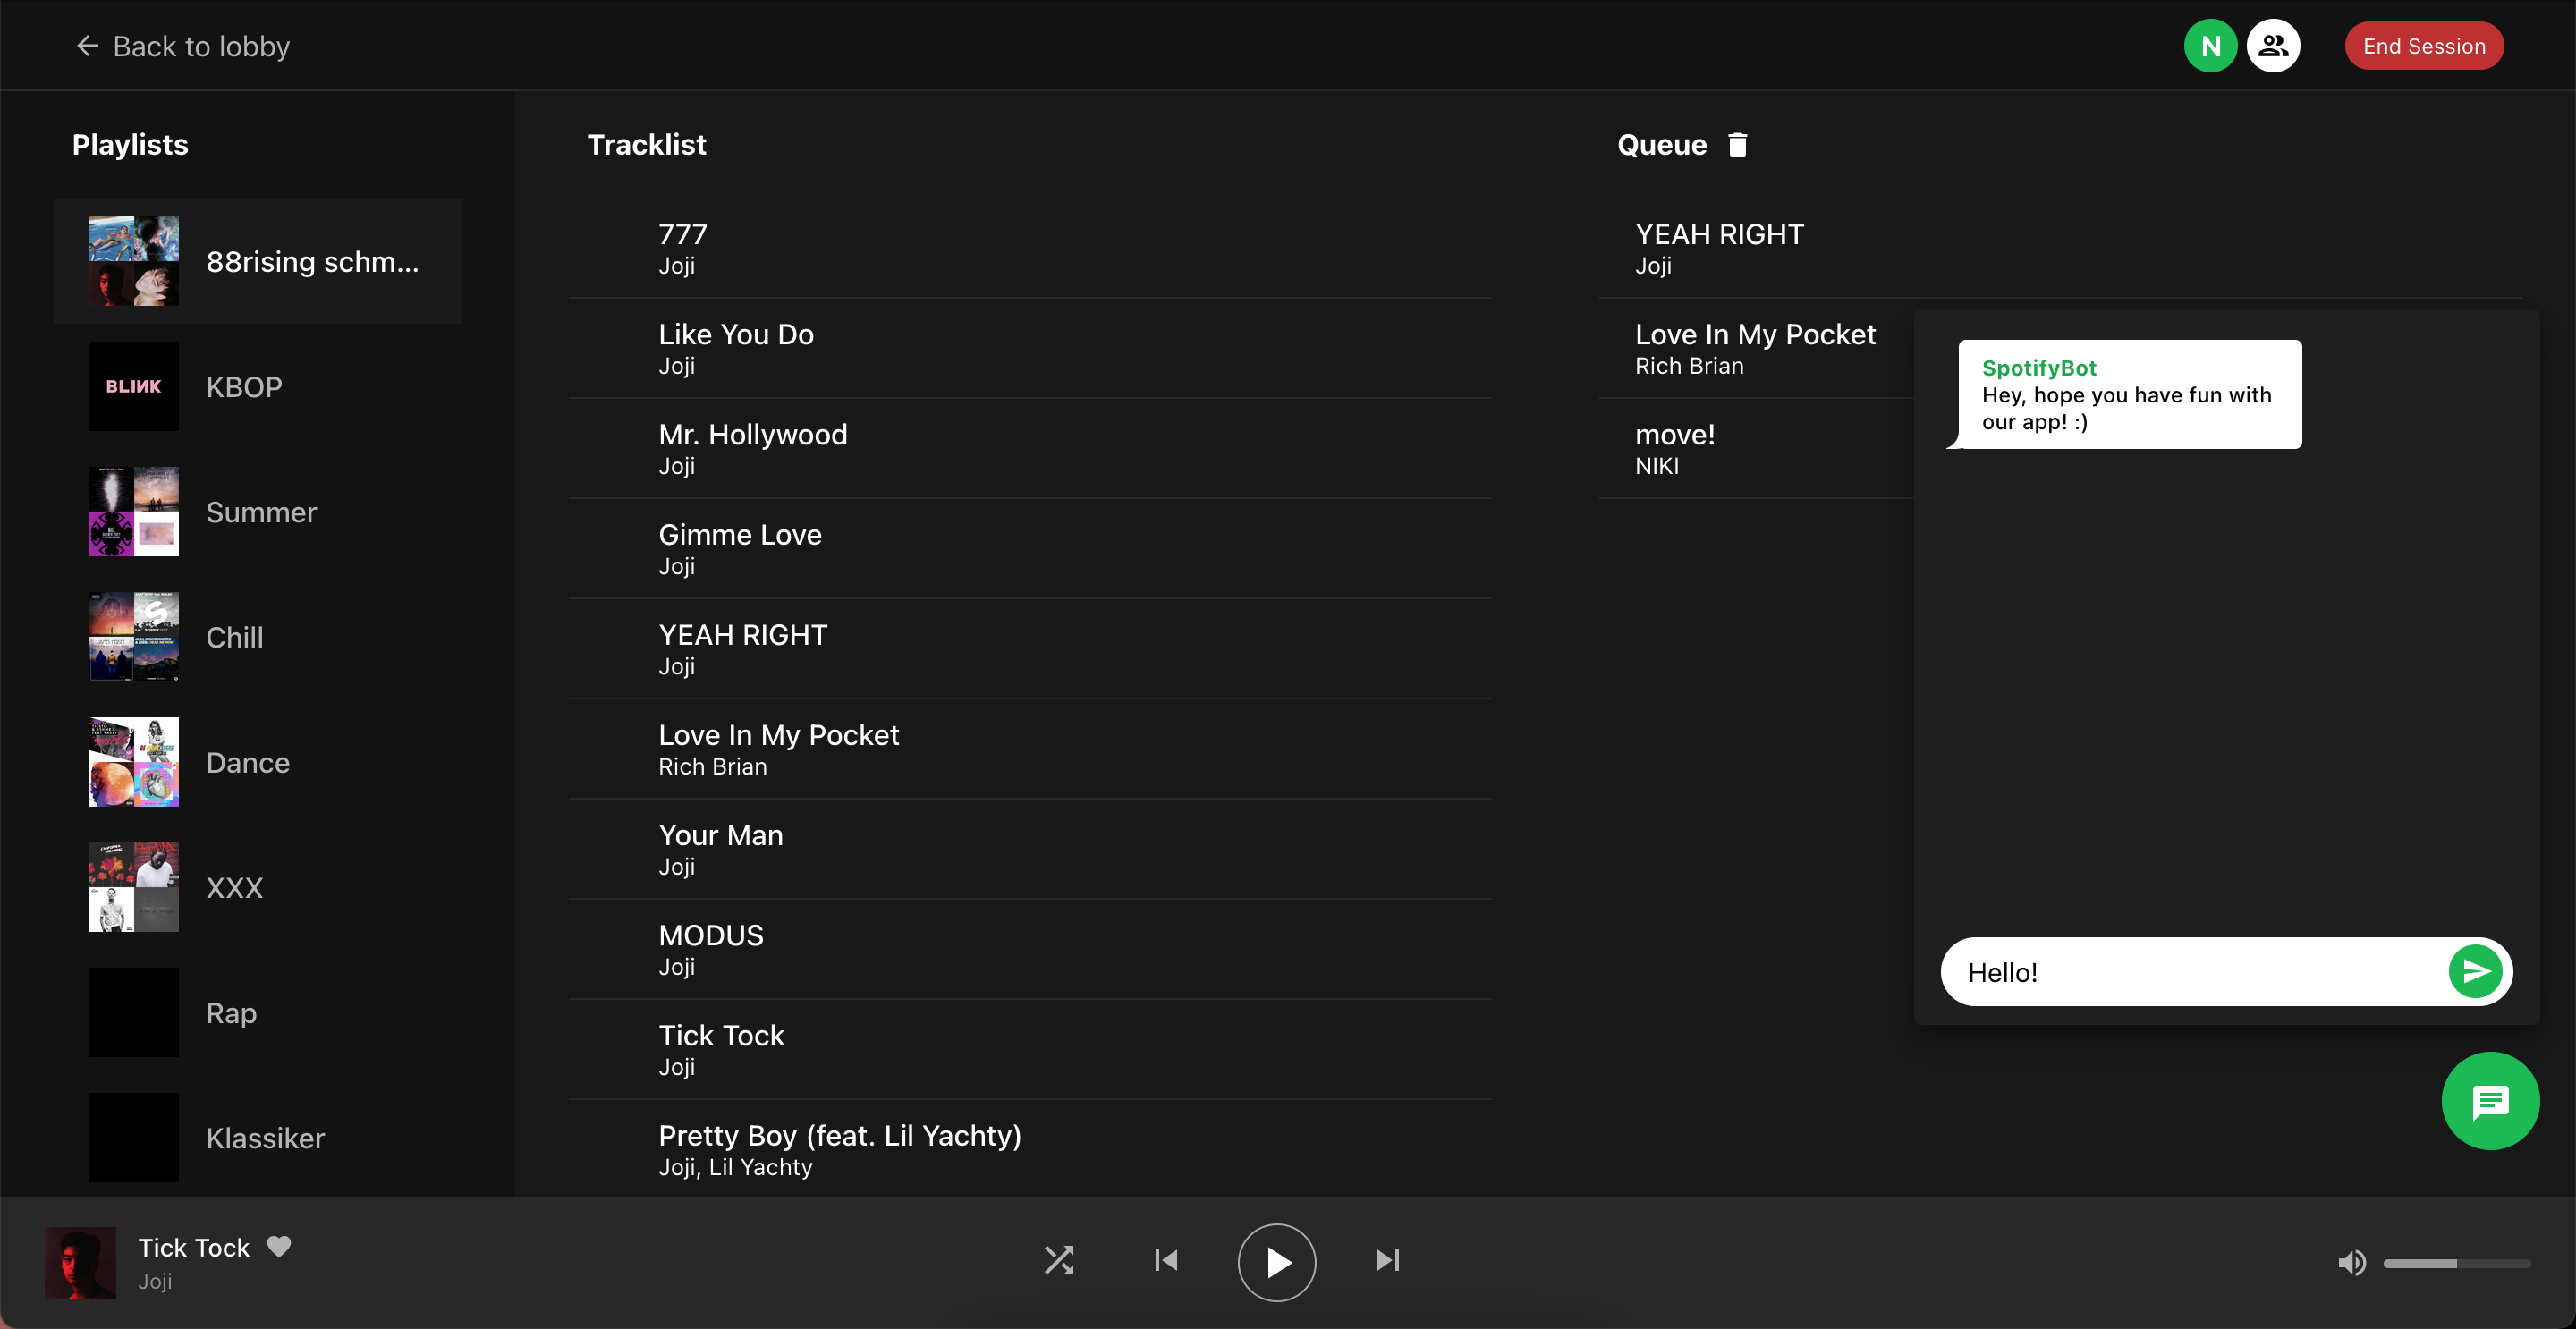 Back to lobby
N
End Session
Playlists
88rising schm...
BLINK
KBOP
Summer
Chill
Dance
XXX
Rap
Klassiker
Tracklist
777
Joji
Like You Do
Joji
Mr. Hollywood
Joji
Gimme Love
Joji
YEAH RIGHT
Joji
Love In My Pocket
Rich Brian
Your Man
Joji
MODUS
Joji
Tick Tock
Joji
Pretty Boy (feat. Lil Yachty)
Joji, Lil Yachty
Queue
YEAH RIGHT
Joji
Love In My Pocket
Rich Brian
move!
NIKI
SpotifyBot
Hey, hope you have fun with
our app! :)
Hello!
Tick Tock
Joji